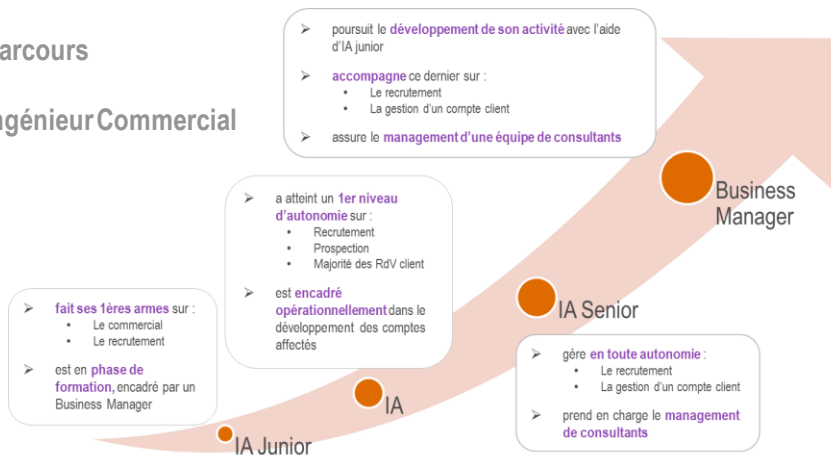 arcours
ngénieur Commercial
➢ poursuit le développement de son activité avec l'aide
d'IA junior
➢ accompagne ce dernier sur :
• Le recrutement
• La gestion d'un compte client
➢ assure le management d'une équipe de consultants
Business
Manager
➢ a atteint un 1er niveau
d'autonomie sur :
• Recrutement
• Prospection
• Majorité des RdV client
➢ est encadré
opérationnellement dans le
développement des comptes
affectés
IA Senior
➢ gère en toute autonomie :
• Le recrutement
• La gestion d'un compte client
➢ prend en charge le management
de consultants
➢ fait ses 1ères armes sur :
• Le commercial
• Le recrutement
➢ est en phase de
formation, encadré par un
Business Manager
IA
IA Junior